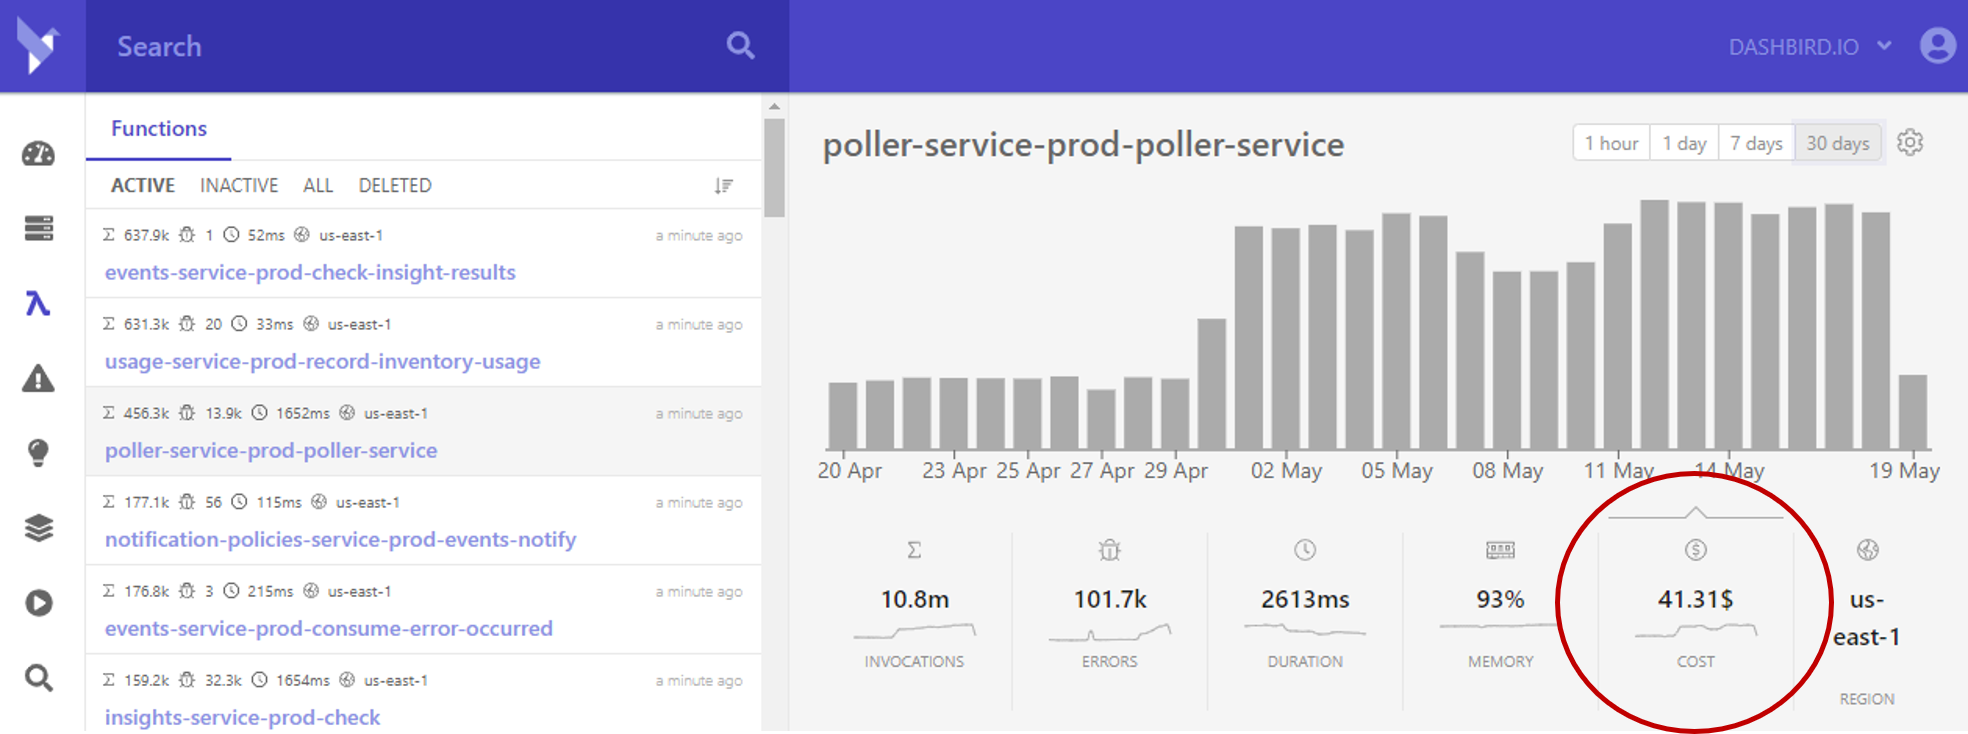 Search
DASHBIRD.IO
Functions
ACTIVE INACTIVE ALL DELETED
Σ 637.9k 1 52ms us-east-1 a minute ago
events-service-prod-check-insight-results
Σ 631.3k 20 33ms us-east-1 a minute ago
usage-service-prod-record-inventory-usage
Σ 456.3k 13.9k 1652ms us-east-1 a minute ago
poller-service-prod-poller-service
Σ 177.1k 56 115ms us-east-1 a minute ago
notification-policies-service-prod-events-notify
Σ 176.8k 3 215ms us-east-1 a minute ago
events-service-prod-consume-error-occurred
Σ 159.2k 32.3k 1654ms us-east-1 a minute ago
insights-service-prod-check
poller-service-prod-poller-service
1 hour 1 day 7 days 30 days
20 Apr 23 Apr 25 Apr 27 Apr 29 Apr 02 May 05 May 08 May 11 May 14 May 19 May
Σ $
10.8m 101.7k 2613ms 93% 41.31$ us-
east-1
INVOCATIONS ERRORS DURATION MEMORY COST
REGION